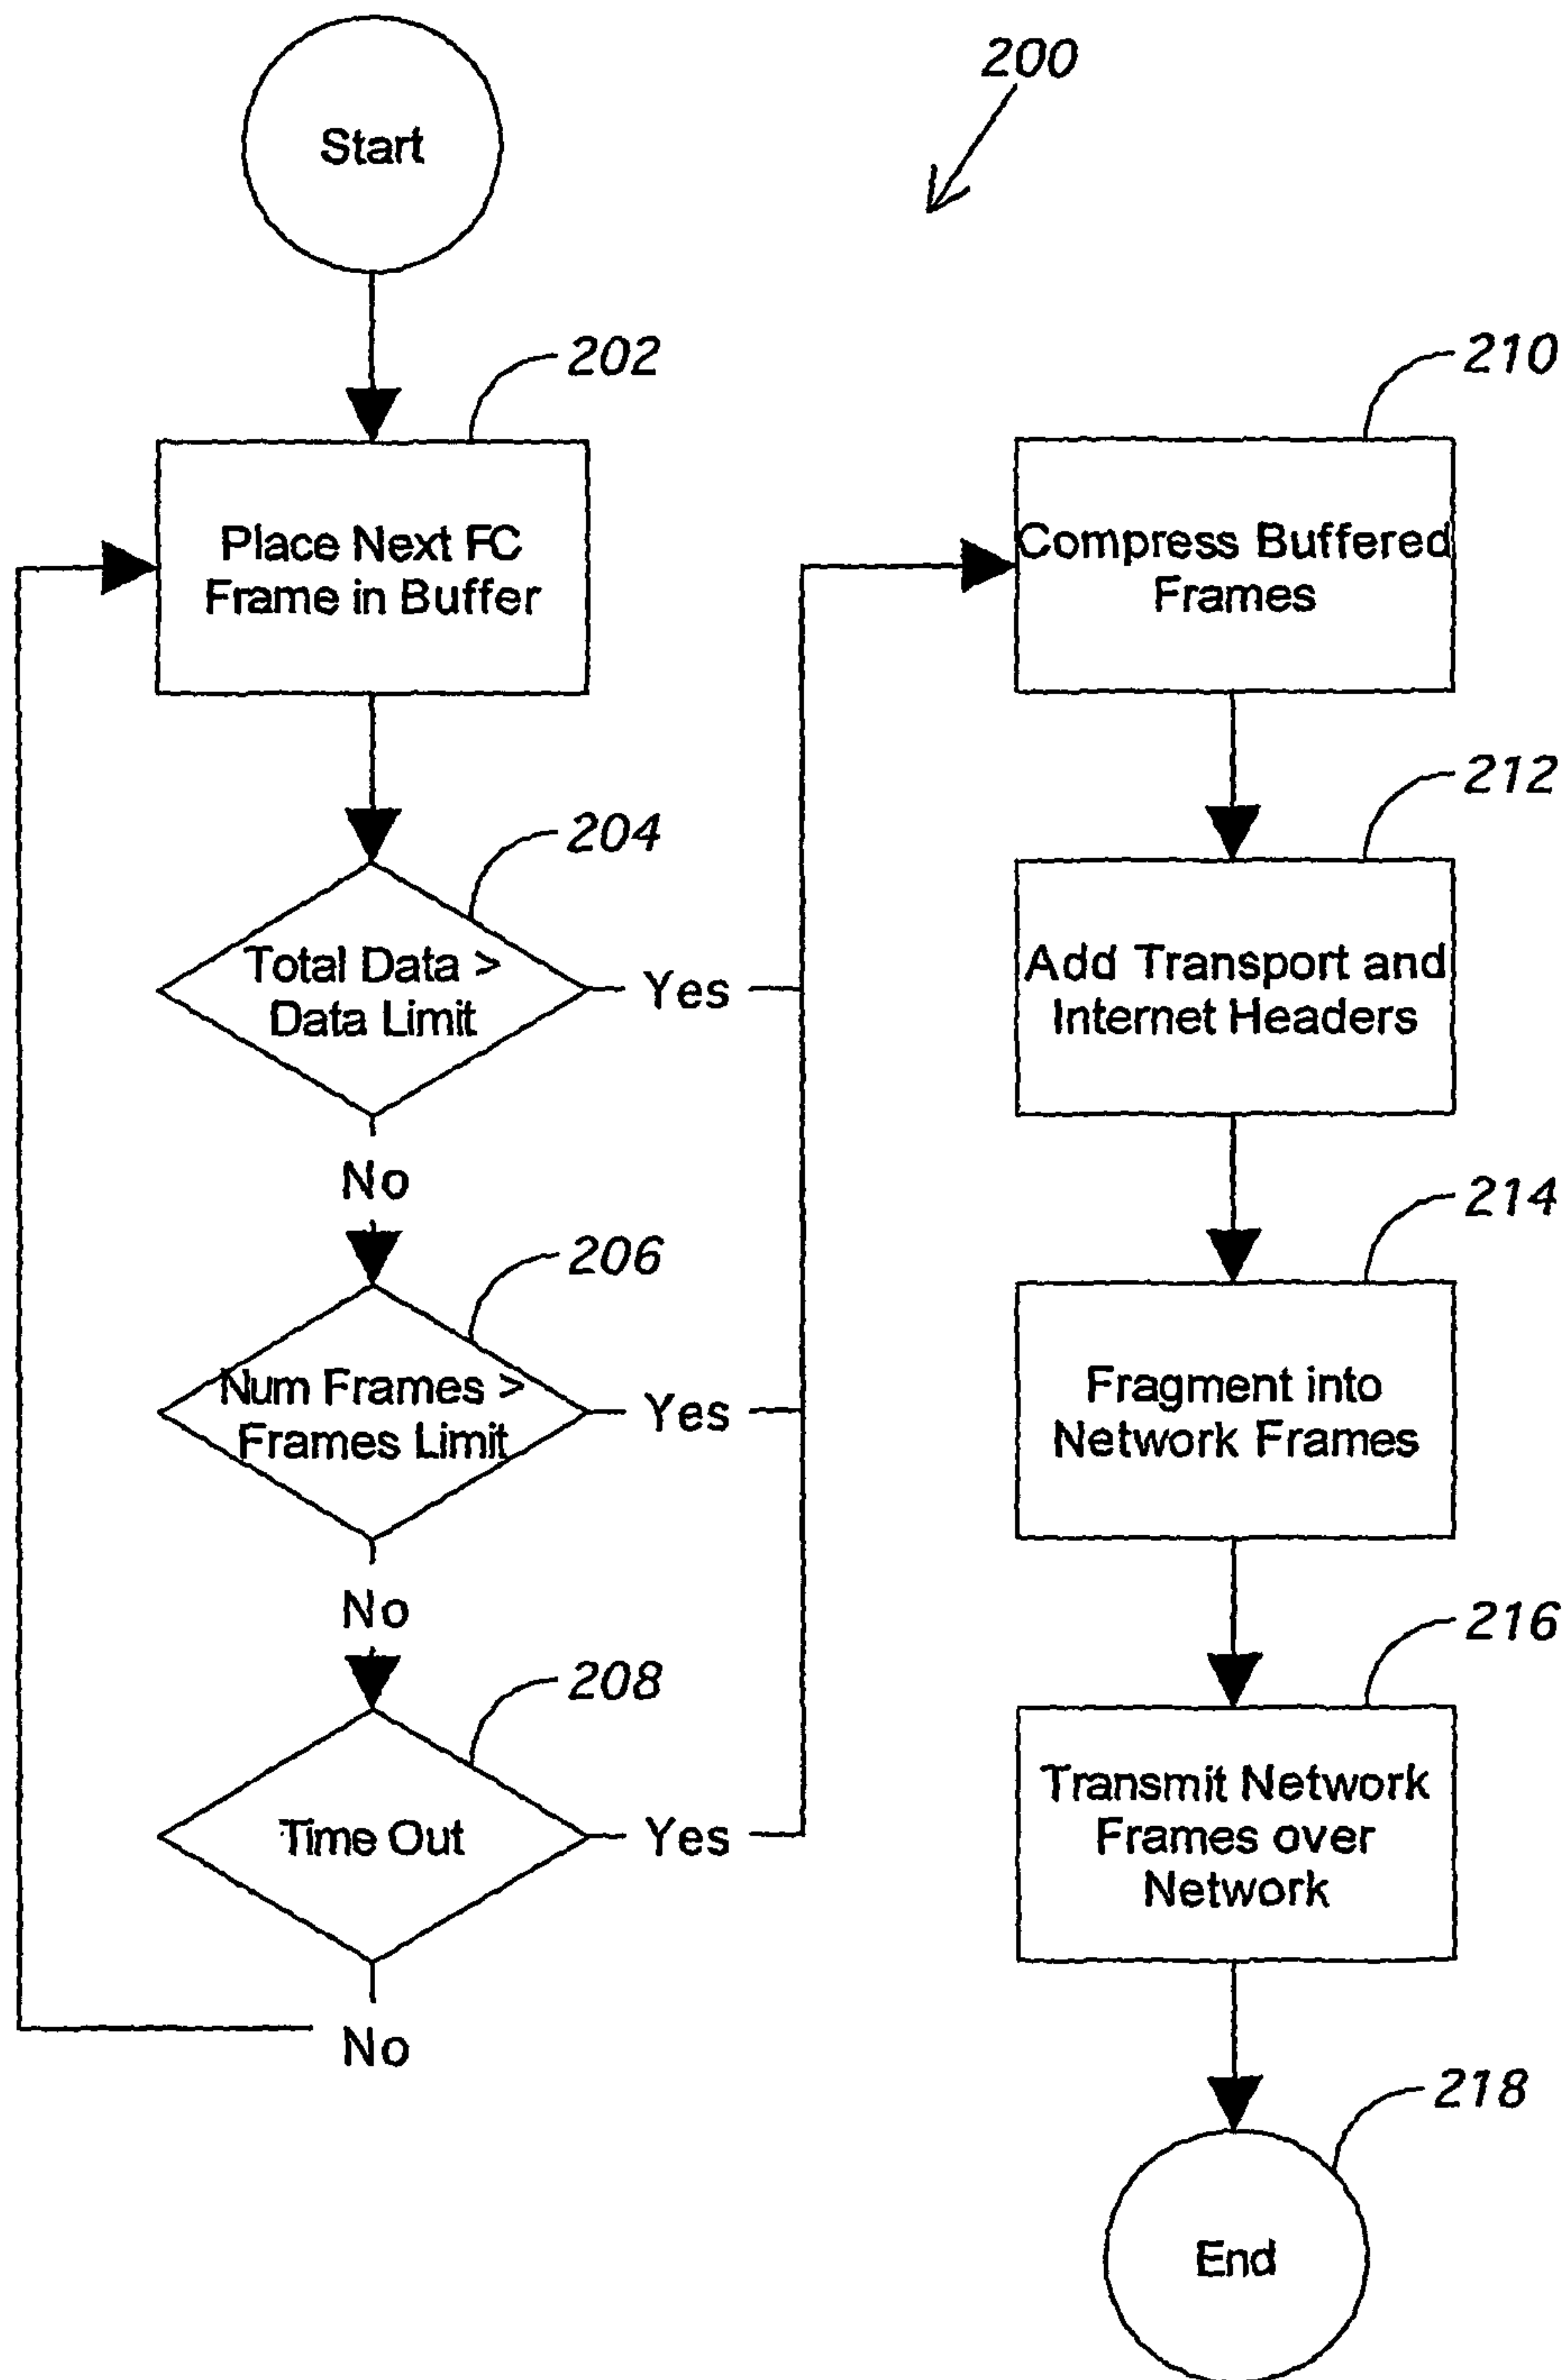 200
Start
202
Place Next FC
Frame in Buffer
204
Total Data >
Data Limit
Yes
No
206
Num Frames >
Frames Limit
Yes
No
208
Time Out
Yes
No
210
Compress Buffered
Frames
212
Add Transport and
Internet Headers
214
Fragment into
Network Frames
216
Transmit Network
Frames over
Network
218
End